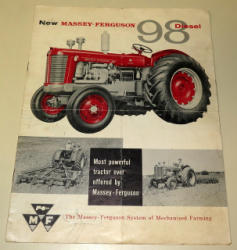 New MASSEY-FERGUSON 98 Diesel
Most powerful
tractor ever
offered by
Massey-Ferguson
MF
The Massey-Ferguson System of Mechanized Farming